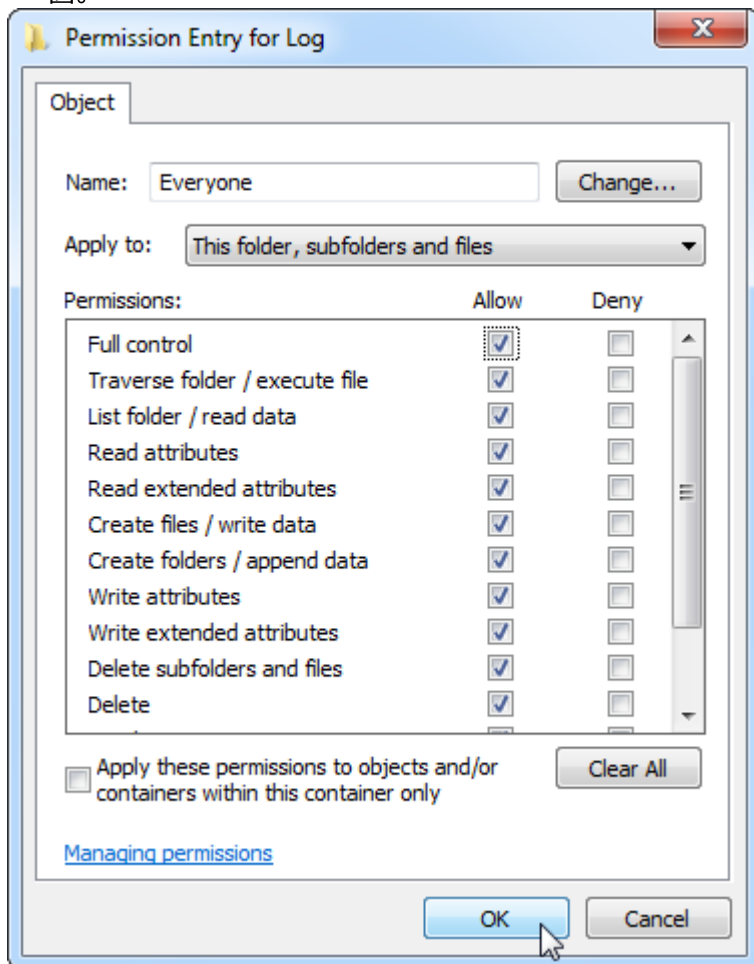 面。
Permission Entry for Log
Object
Name: Everyone Change...
Apply to: This folder, subfolders and files
Permissions: Allow Deny
Full control
Traverse folder / execute file
List folder / read data
Read attributes
Read extended attributes
Create files / write data
Create folders / append data
Write attributes
Write extended attributes
Delete subfolders and files
Delete
Apply these permissions to objects and/or Clear All
containers within this container only
Managing permissions
OK Cancel